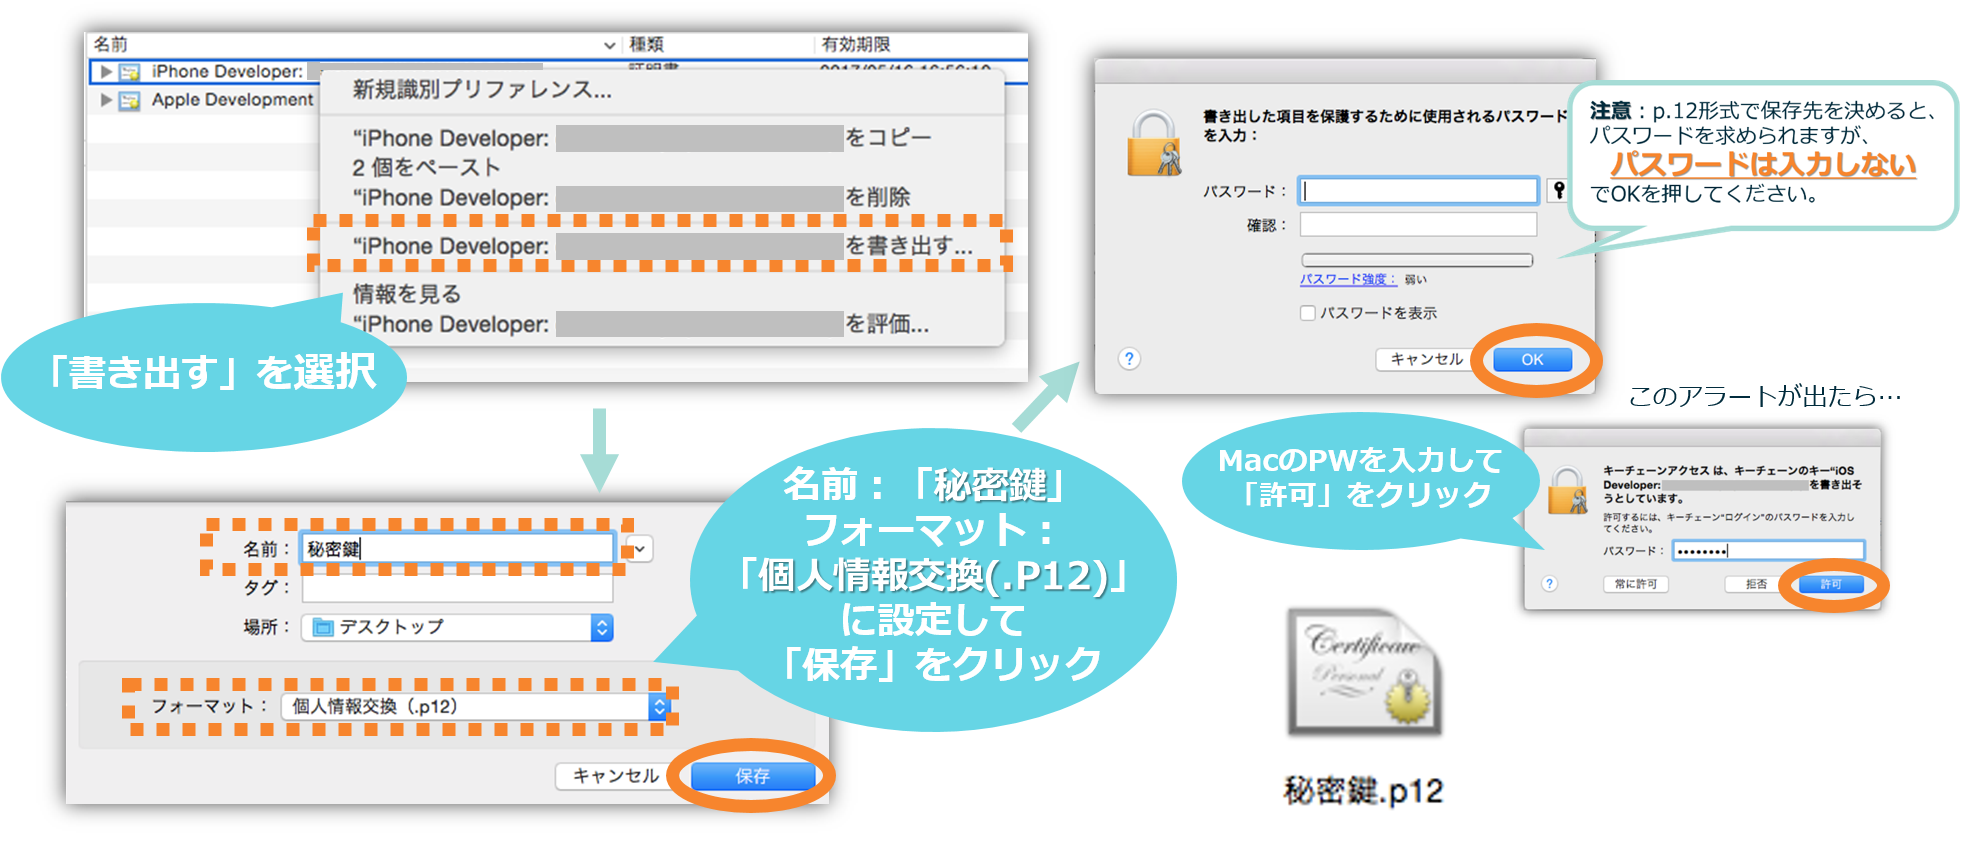 名前
種類
有効期限
iPhone Developer:
Apple Development
新規識別プリファレンス...
“iPhone Developer: をコピー
2 個をペースト
“iPhone Developer: を削除
“iPhone Developer: を書き出す...
情報を見る
“iPhone Developer: を評価...
「書き出す」を選択
名前：
秘密鍵
タグ：
場所：
デスクトップ
フォーマット：
個人情報交換（.p12）
キャンセル
保存
名前：「秘密鍵」
フォーマット：
「個人情報交換(.P12)」
に設定して
「保存」をクリック
書き出した項目を保護するために使用されるパスワード
を入力：
パスワード：
確認：
パスワード強度：
弱い
パスワードを表示
?
キャンセル
OK
注意：p.12形式で保存先を決めると、
パスワードを求められますが、
パスワードは入力しない
でOKを押してください。
このアラートが出たら…
MacのPWを入力して
「許可」をクリック
キーチェーンアクセス は、キーチェーンのキー“iOS
Developer: を書き出そ
うとしています。
許可するには、キーチェーン“ログイン”のパスワードを入力し
てください。
パスワード：
••••••••
?
常に許可
拒否
許可
Certificate
Personal
秘密鍵.p12